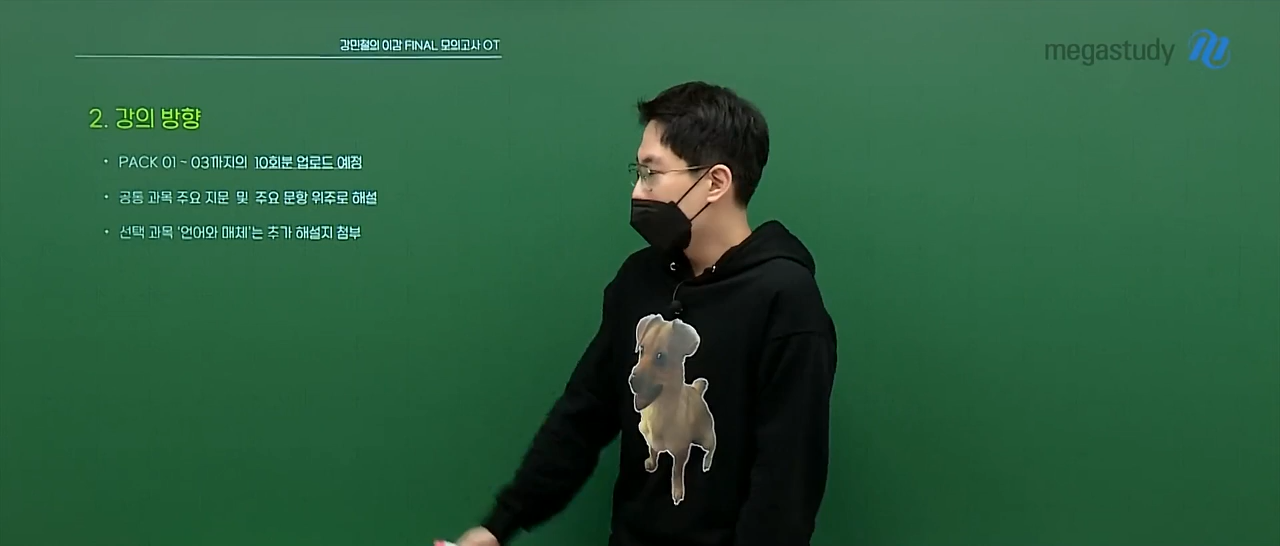 강민철의 이감 FINAL 모의고사 OT
megastudy
2. 강의 방향
• PACK 01 ~ 03까지의 10회분 업로드 예정
• 공통 과목 주요 지문 및 주요 문항 위주로 해설
• 선택 과목 '언어와 매체'는 추가 해설지 첨부